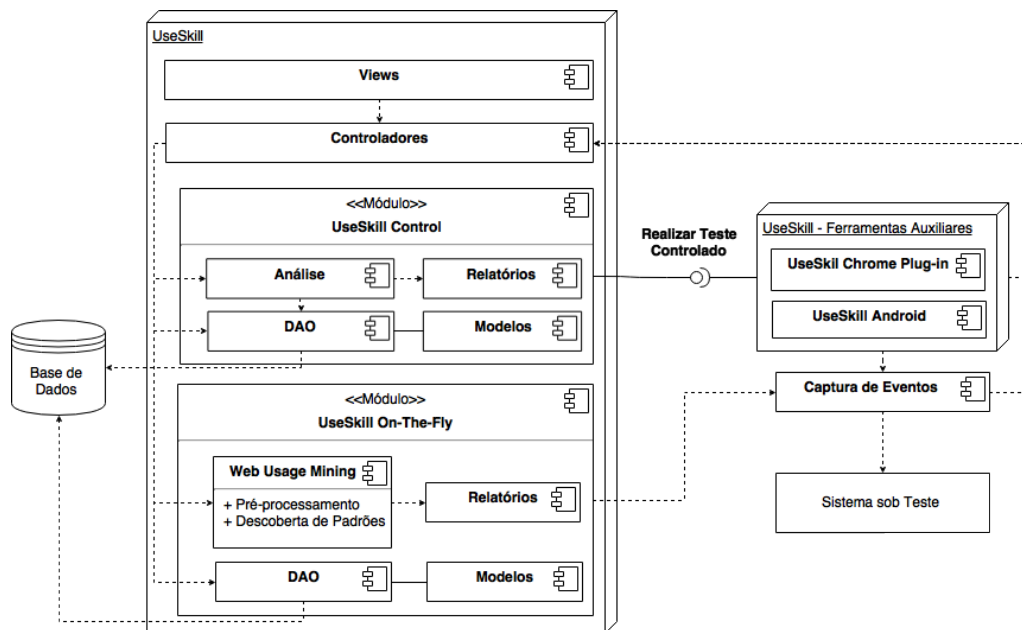 UseSkill
Views
Controladores
<<Módulo>>
UseSkill Control
Análise
Relatórios
DAO
Modelos
Realizar Teste
Controlado
UseSkill - Ferramentas Auxiliares
UseSkil Chrome Plug-in
UseSkill Android
Base de
Dados
<<Módulo>>
UseSkill On-The-Fly
Web Usage Mining
+ Pré-processamento
+ Descoberta de Padrões
Relatórios
DAO
Modelos
Captura de Eventos
Sistema sob Teste